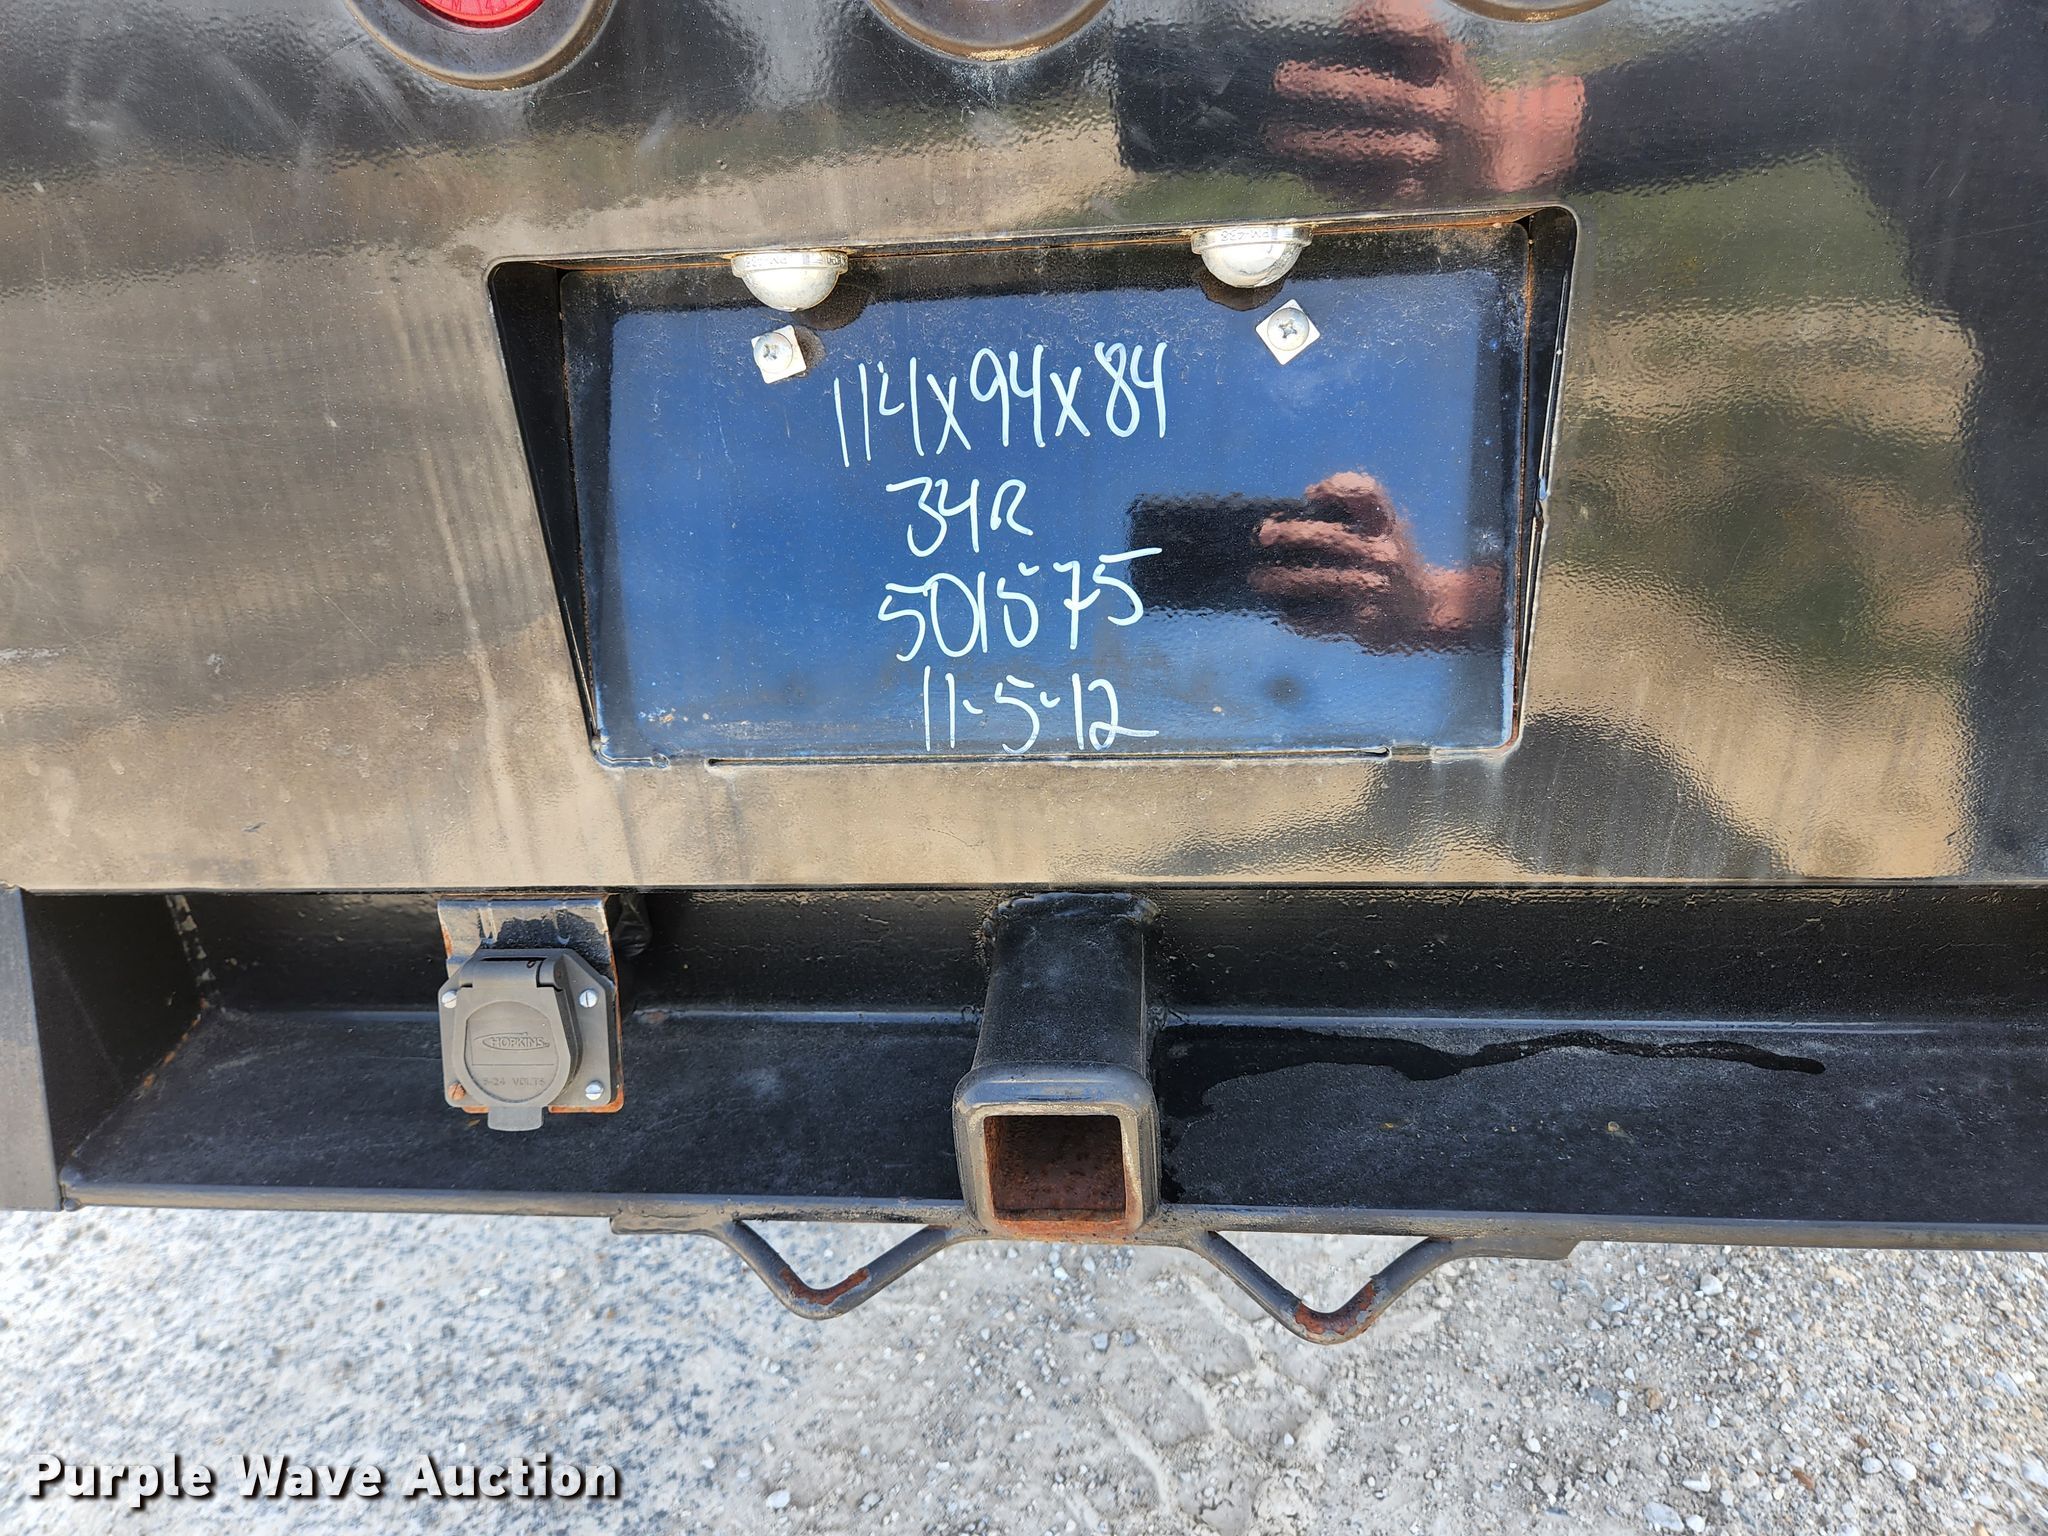 114x94x84
34R
501575
11-5-12
HOPKINS
Purple Wave Auction